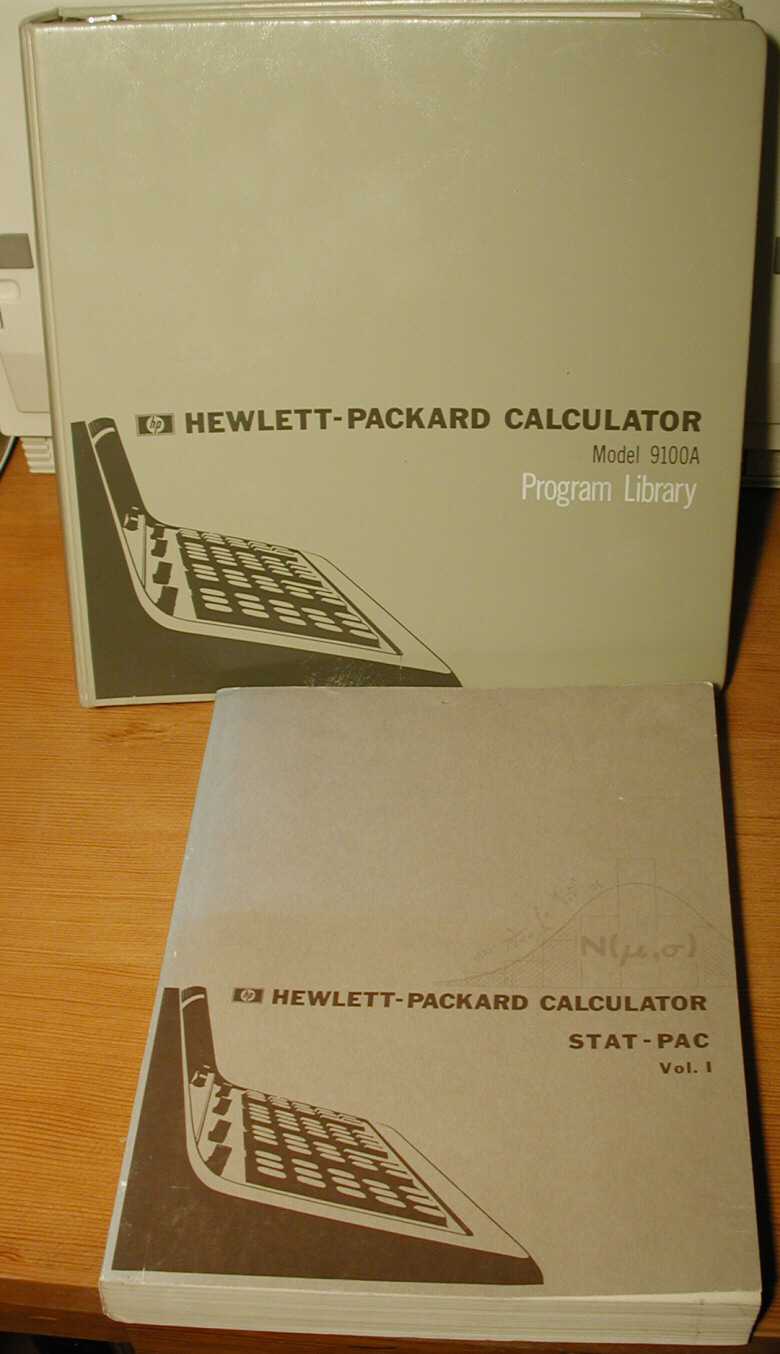 hp HEWLETT-PACKARD CALCULATOR
Model 9100A
Program Library
N(μ,σ)
hp HEWLETT-PACKARD CALCULATOR
STAT-PAC
Vol. I